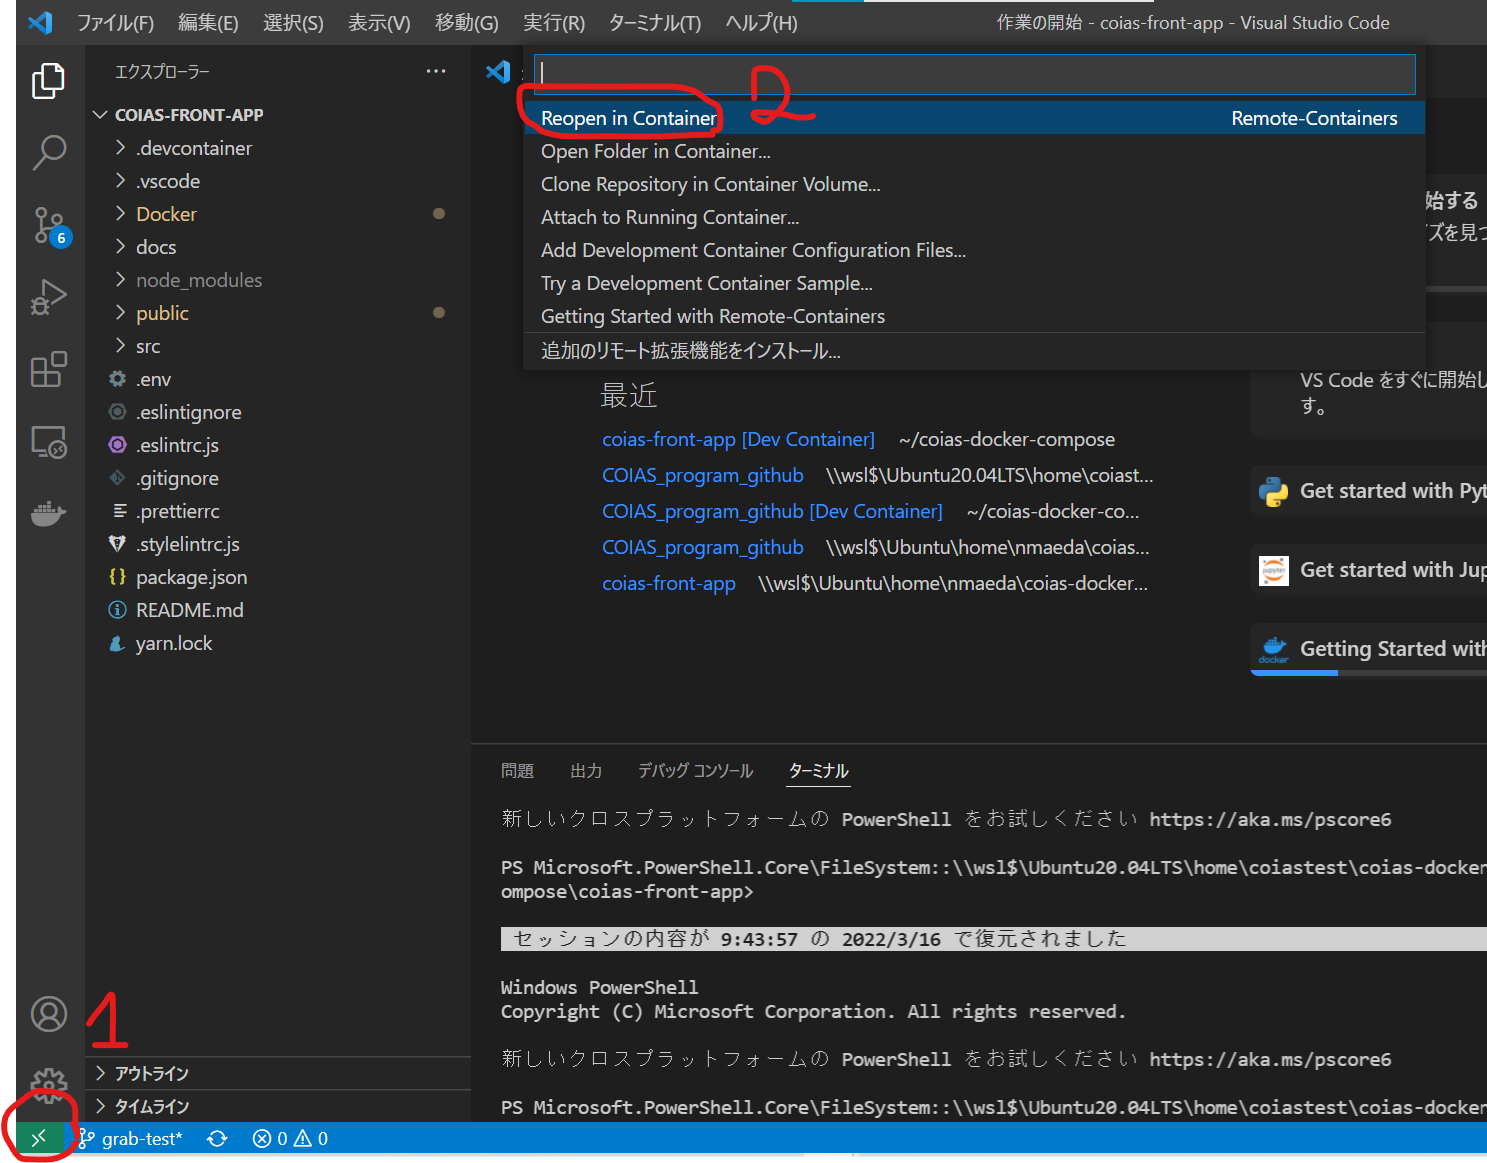 ファイル(F) 編集(E) 選択(S) 表示(V) 移動(G) 実行(R) ターミナル(T) ヘルプ(H) 作業の開始 - coias-front-app - Visual Studio Code
エクスプローラー ...
COIAS-FRONT-APP
.devcontainer
.vscode
Docker
docs
node_modules
public
src
.env
.eslintignore
.eslintrc.js
.gitignore
.prettierrc
.stylelintrc.js
package.json
README.md
yarn.lock
アウトライン
タイムライン
6
1
2
Reopen in Container Remote-Containers
Open Folder in Container...
Clone Repository in Container Volume...
Attach to Running Container...
Add Development Container Configuration Files...
Try a Development Container Sample...
Getting Started with Remote-Containers
追加のリモート拡張機能をインストール...
最近
coias-front-app [Dev Container] ~/coias-docker-compose
COIAS_program_github \\wsl$\Ubuntu20.04LTS\home\coiast...
COIAS_program_github [Dev Container] ~/coias-docker-co...
COIAS_program_github \\wsl$\Ubuntu\home\nmaeda\coias...
coias-front-app \\wsl$\Ubuntu\home\nmaeda\coias-docker...
始する
ズを見つ
VS Code をすぐに開始し
す。
Get started with Pyt
jupyter
Get started with Jup
docker
Getting Started with
問題 出力 デバッグ コンソール ターミナル
新しいクロスプラットフォームの PowerShell をお試しください https://aka.ms/pscore6
PS Microsoft.PowerShell.Core\FileSystem::\\wsl$\Ubuntu20.04LTS\home\coiastest\coias-docker
ompose\coias-front-app>
セッションの内容が 9:43:57 の 2022/3/16 で復元されました
Windows PowerShell
Copyright (C) Microsoft Corporation. All rights reserved.
新しいクロスプラットフォームの PowerShell をお試しください https://aka.ms/pscore6
PS Microsoft.PowerShell.Core\FileSystem::\\wsl$\Ubuntu20.04LTS\home\coiastest\coias-docker
grab-test* 0 0